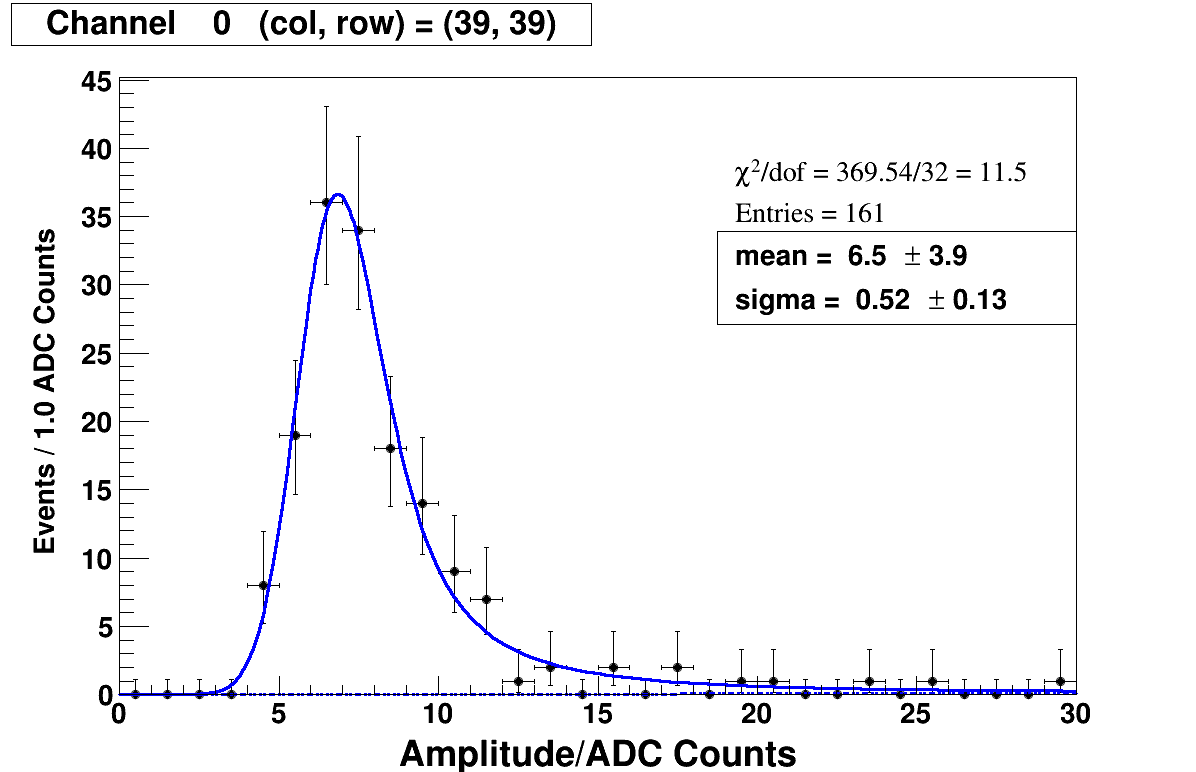 Channel 0 (col, row) = (39, 39)
45
40
35
30
25
20
15
10
5
0
Events / 1.0 ADC Counts
χ²/dof = 369.54/32 = 11.5
Entries = 161
mean = 6.5 ± 3.9
sigma = 0.52 ± 0.13
0 5 10 15 20 25 30
Amplitude/ADC Counts